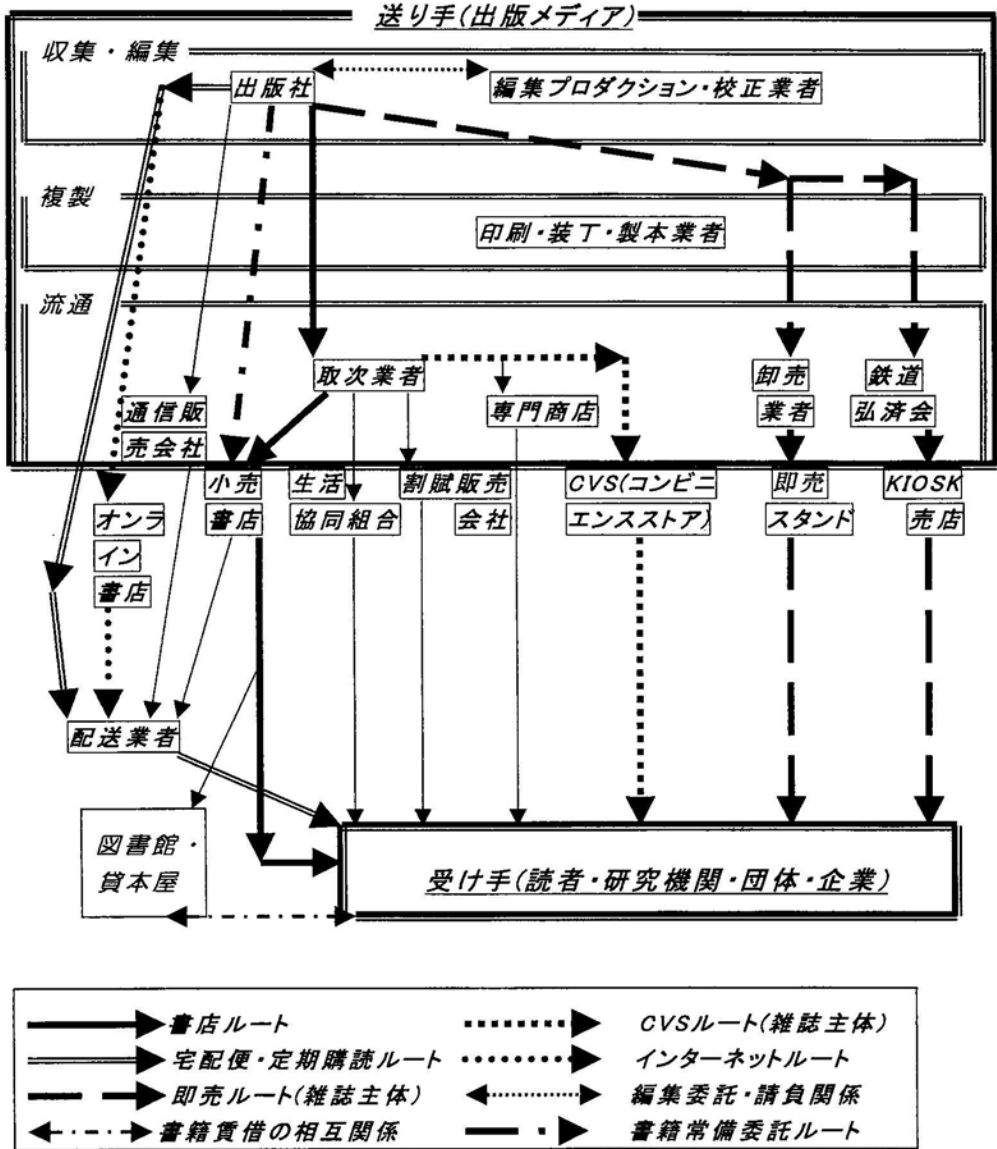 送り手(出版メディア)
収集・編集
出版社
編集プロダクション・校正業者
複製
印刷・装丁・製本業者
流通
取次業者
卸売
業者
鉄道
弘済会
通信販
売会社
専門商店
小売
書店
生活
協同組合
割賦販売
会社
CVS(コンビニ
エンスストア)
即売
スタンド
KIOSK
売店
オンラ
イン
書店
配送業者
図書館・
貸本屋
受け手(読者・研究機関・団体・企業)
書店ルート
CVSルート(雑誌主体)
宅配便・定期購読ルート
インターネットルート
即売ルート(雑誌主体)
編集委託・請負関係
書籍賃借の相互関係
書籍常備委託ルート